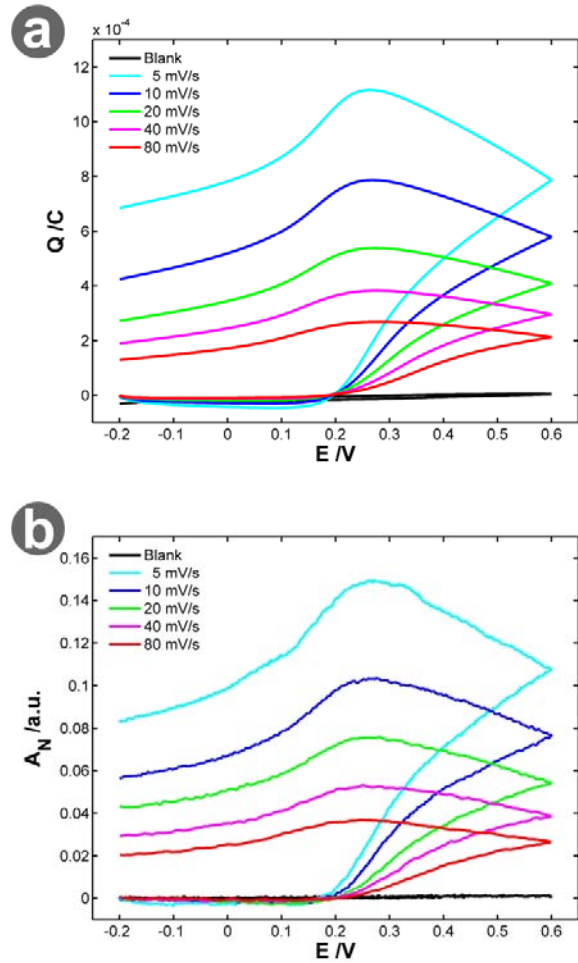 a
x 10⁻⁴
Blank
5 mV/s
10 mV/s
20 mV/s
40 mV/s
80 mV/s
12
10
8
6
4
2
0
Q /C
-0.2 -0.1 0 0.1 0.2 0.3 0.4 0.5 0.6
E /V
b
0.16
Blank
5 mV/s
10 mV/s
20 mV/s
40 mV/s
80 mV/s
0.14
0.12
0.1
0.08
0.06
0.04
0.02
0
A_N /a.u.
-0.2 -0.1 0 0.1 0.2 0.3 0.4 0.5 0.6
E /V